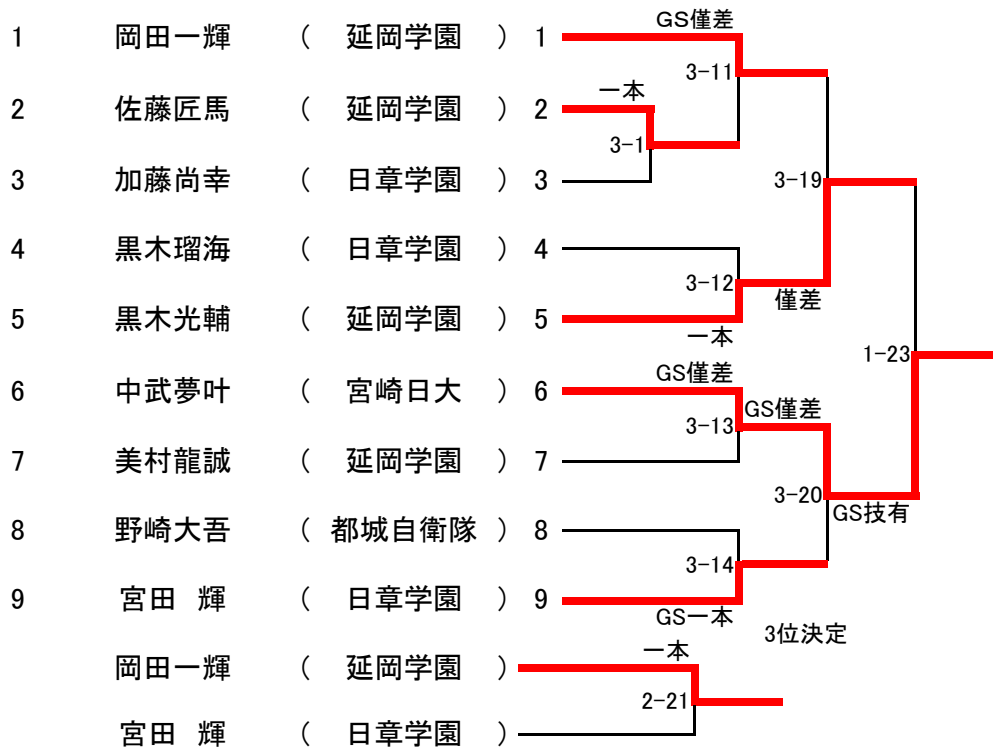 GS僅差
1 岡田一輝 ( 延岡学園 ) 1
3-11
一本
2 佐藤匠馬 ( 延岡学園 ) 2
3-1
3 加藤尚幸 ( 日章学園 ) 3
3-19
4 黒木瑠海 ( 日章学園 ) 4
3-12
僅差
5 黒木光輔 ( 延岡学園 ) 5
一本
1-23
GS僅差
6 中武夢叶 ( 宮崎日大 ) 6
GS僅差
3-13
7 美村龍誠 ( 延岡学園 ) 7
3-20
GS技有
8 野崎大吾 ( 都城自衛隊 ) 8
3-14
9 宮田 輝 ( 日章学園 ) 9
GS一本
3位決定
一本
岡田一輝 ( 延岡学園 )
2-21
宮田 輝 ( 日章学園 )